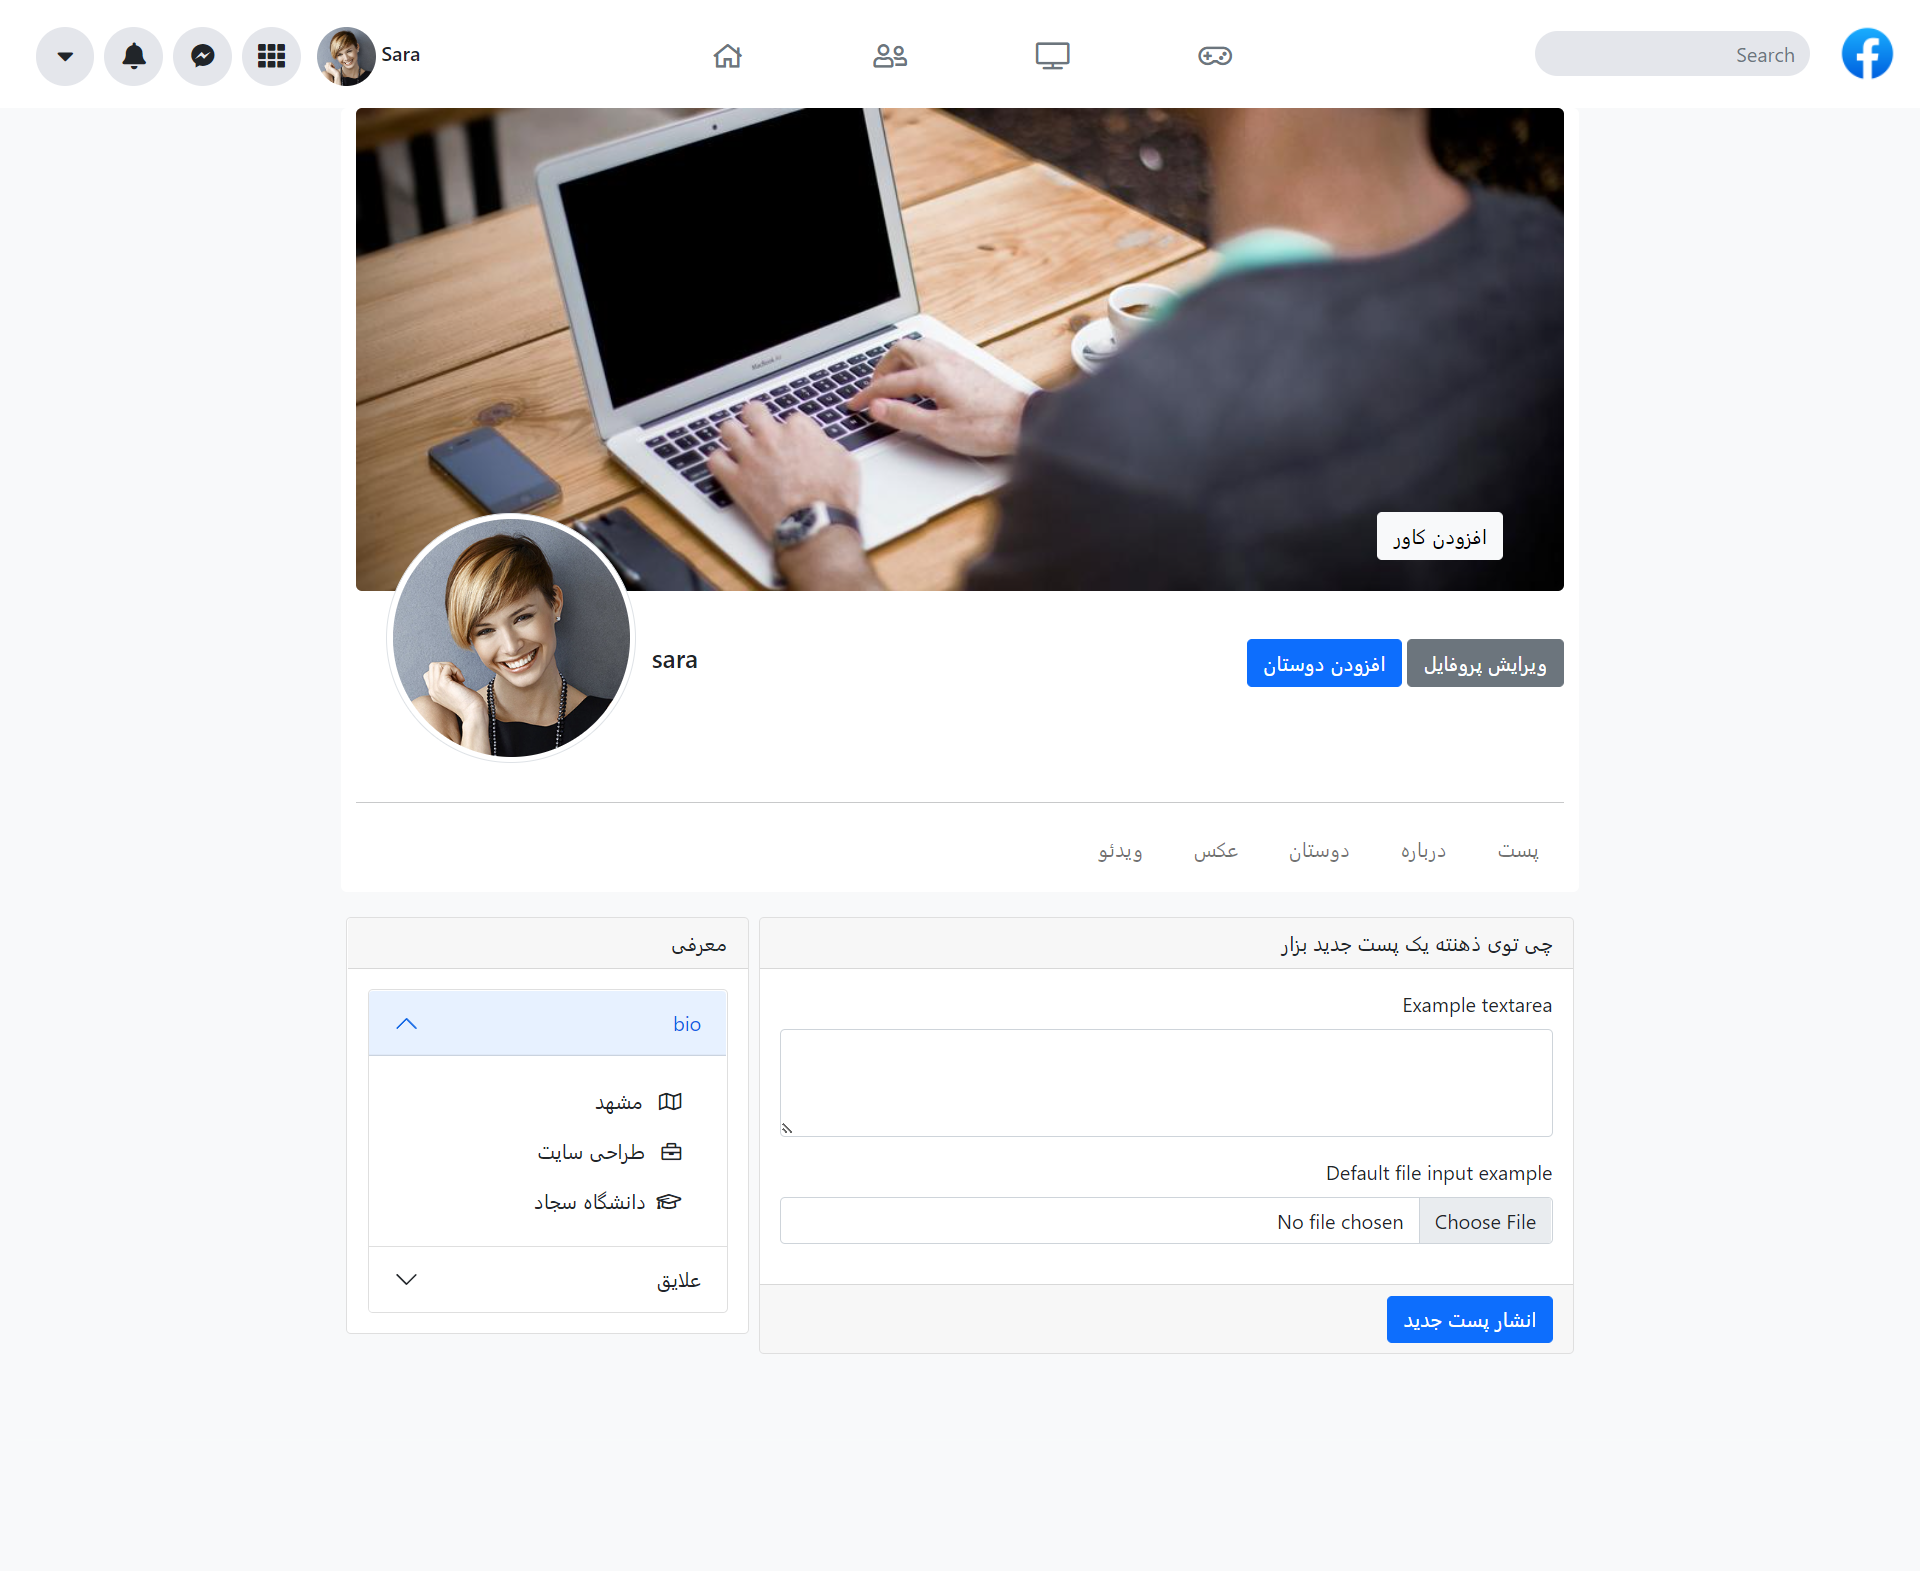 Sara
Search
MacBook Air
افزودن کاور
sara
افزودن دوستان
ویرایش پروفایل
پست
درباره
دوستان
عکس
ویدئو
چی توی ذهنته یک پست جدید بزار
Example textarea
Default file input example
Choose File
No file chosen
انشار پست جدید
معرفی
bio
مشهد
طراحی سایت
دانشگاه سجاد
علایق